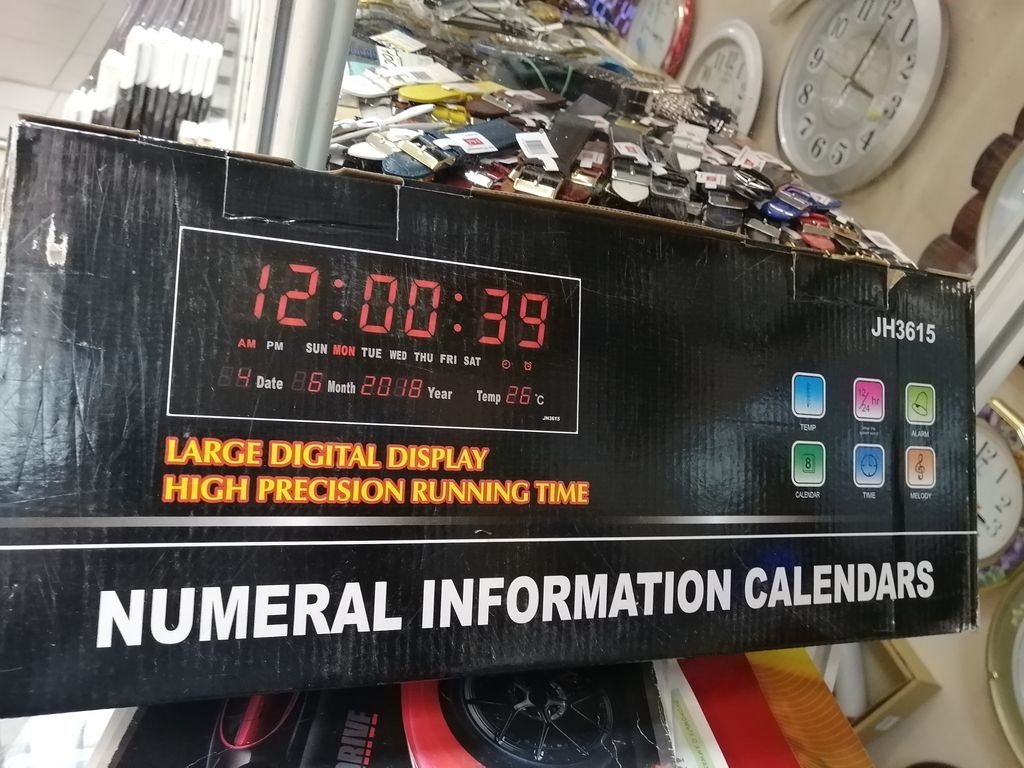 12:00:39
AM PM SUN MON TUE WED THU FRI SAT
4 Date 6 Month 2018 Year Temp 26 °C
JH3615
JH3615
TEMP
12/24 hr
ALARM
8
CALENDAR
TIME
MELODY
LARGE DIGITAL DISPLAY
HIGH PRECISION RUNNING TIME
NUMERAL INFORMATION CALENDARS
DRIVE